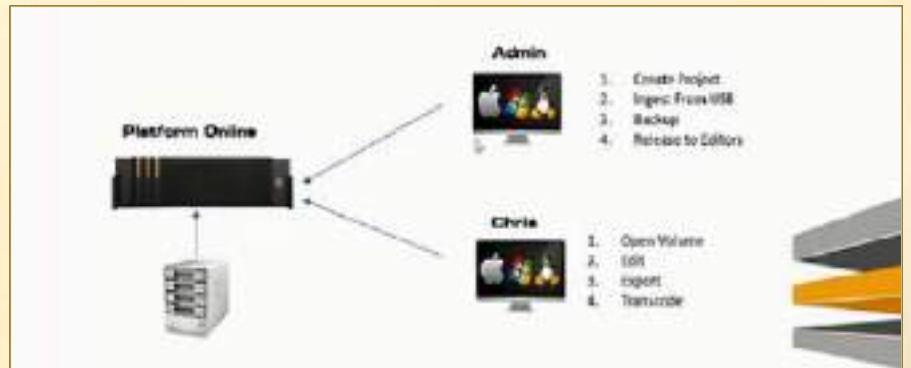 Admin
1. Create Project
2. Ingest From USB
3. Backup
4. Release to Editors
Platform Online
Chris
1. Open Volume
2. Edit
3. Export
4. Transcode